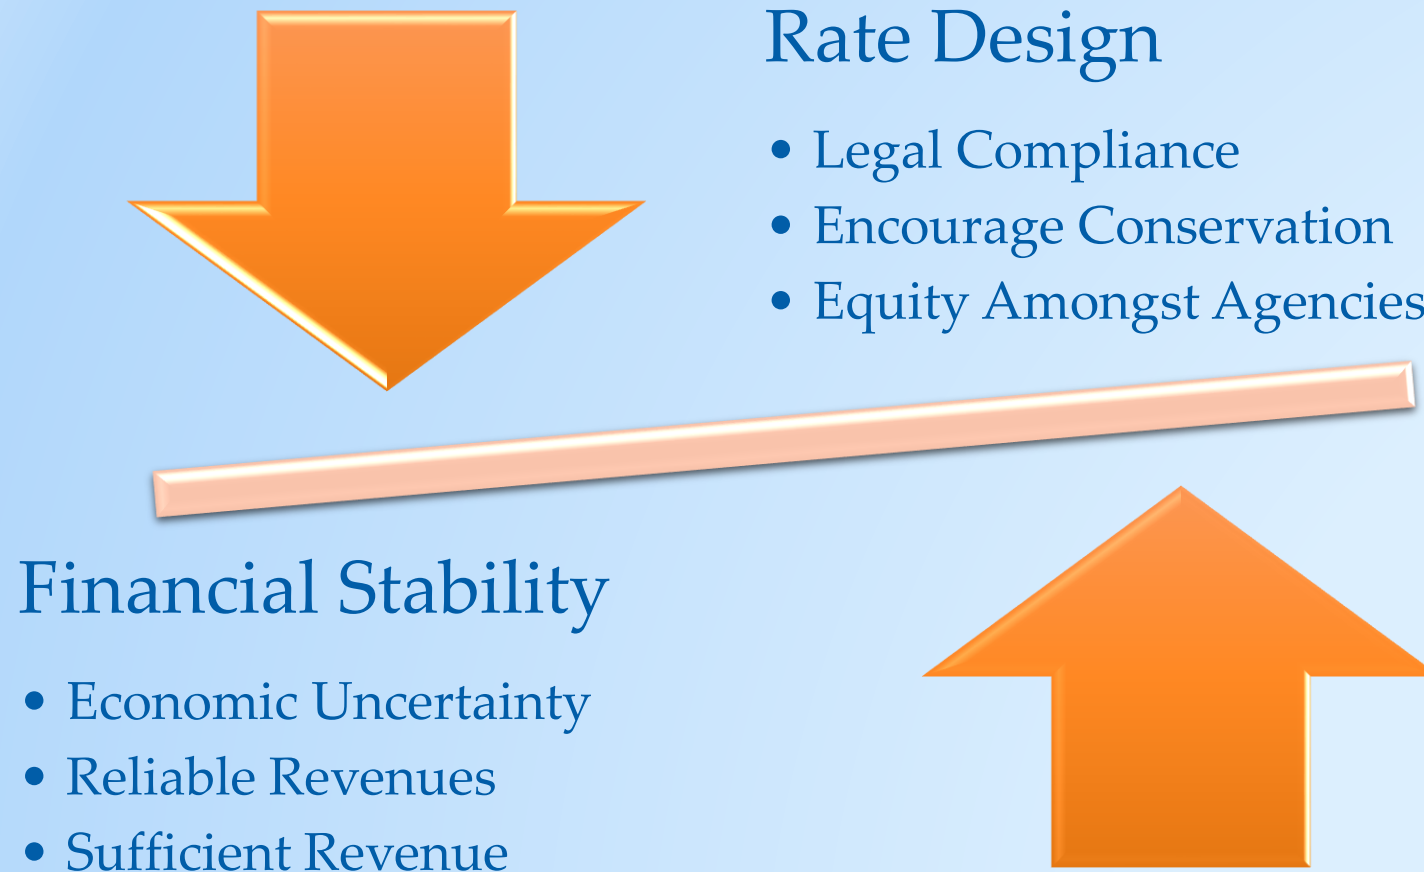 Rate Design
• Legal Compliance
• Encourage Conservation
• Equity Amongst Agencies
Financial Stability
• Economic Uncertainty
• Reliable Revenues
• Sufficient Revenue